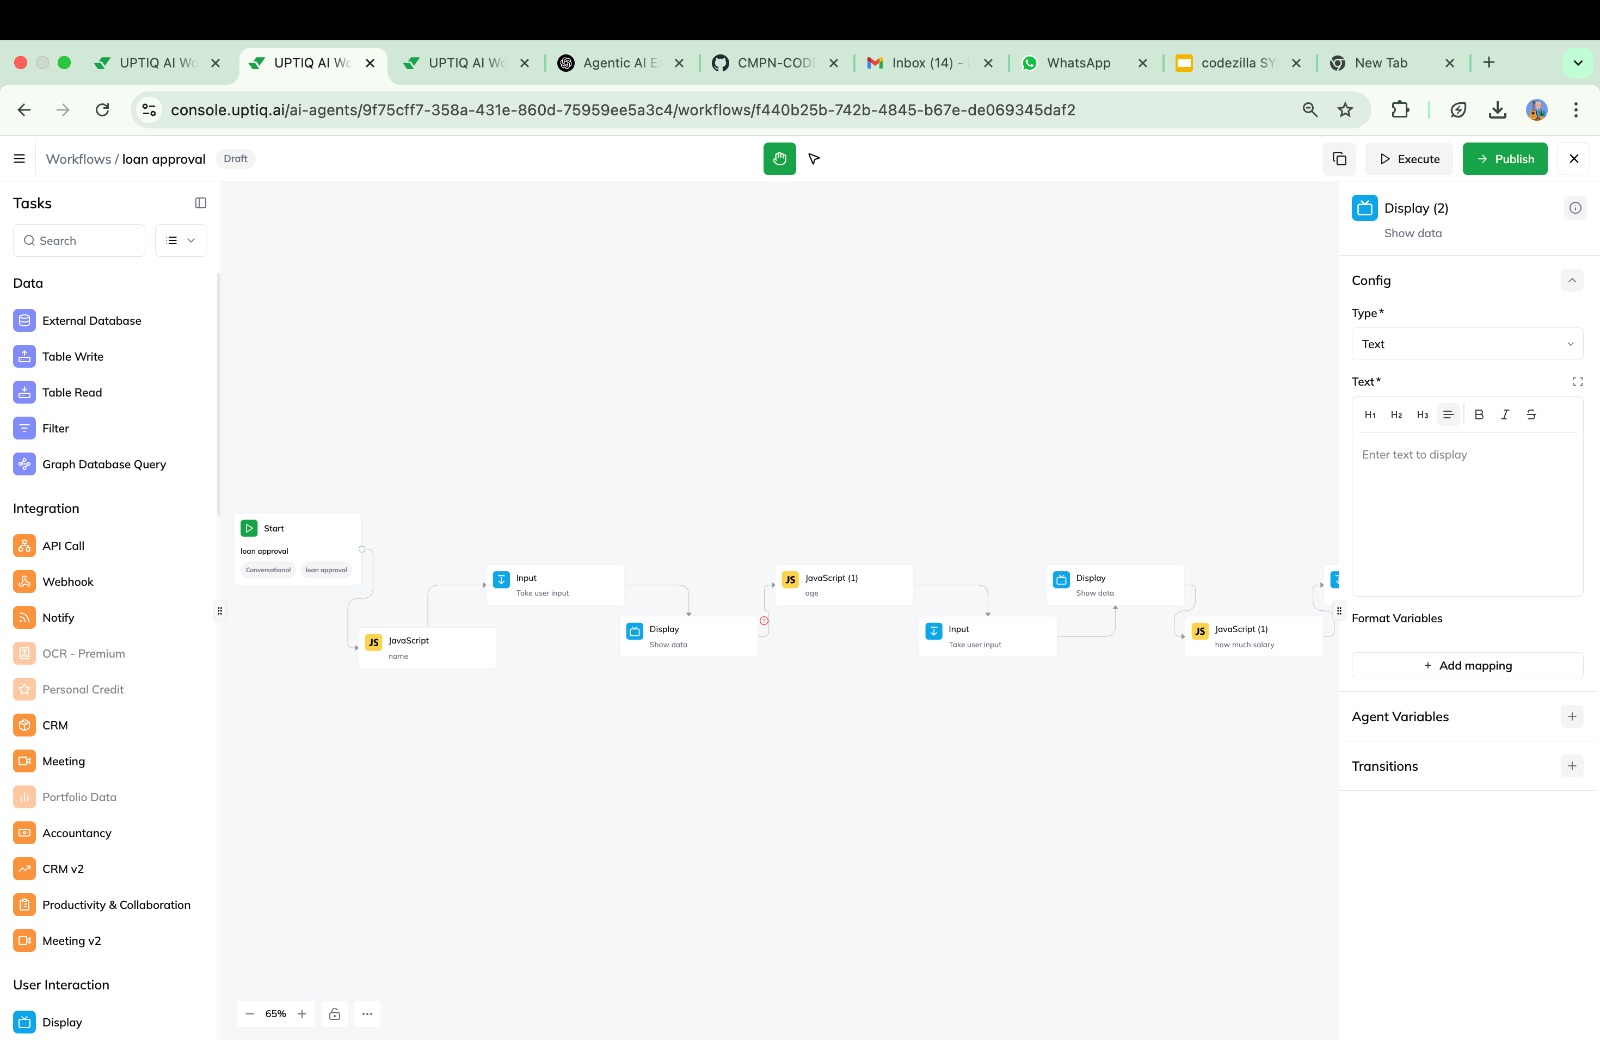 UPTIQ AI Wo
UPTIQ AI Wo
UPTIQ AI Wo
Agentic AI E
CMPN-COD
Inbox (14) -
WhatsApp
codezilla SY
New Tab
console.uptiq.ai/ai-agents/9f75cff7-358a-431e-860d-75959ee5a3c4/workflows/f440b25b-742b-4845-b67e-de069345daf2
Workflows / loan approval
Draft
Execute
Publish
Tasks
Search
Data
External Database
Table Write
Table Read
Filter
Graph Database Query
Integration
API Call
Webhook
Notify
OCR - Premium
Personal Credit
CRM
Meeting
Portfolio Data
Accountancy
CRM v2
Productivity & Collaboration
Meeting v2
User Interaction
Display
Start
loan approval
Conversational
loan approval
JS
JavaScript
name
Input
Take user input
Display
Show data
JS
JavaScript (1)
age
Input
Take user input
Display
Show data
JS
JavaScript (1)
how much salary
65%
Display (2)
Show data
Config
Type*
Text
Text*
H1
H2
H3
B
I
S
Enter text to display
Format Variables
+ Add mapping
Agent Variables
Transitions